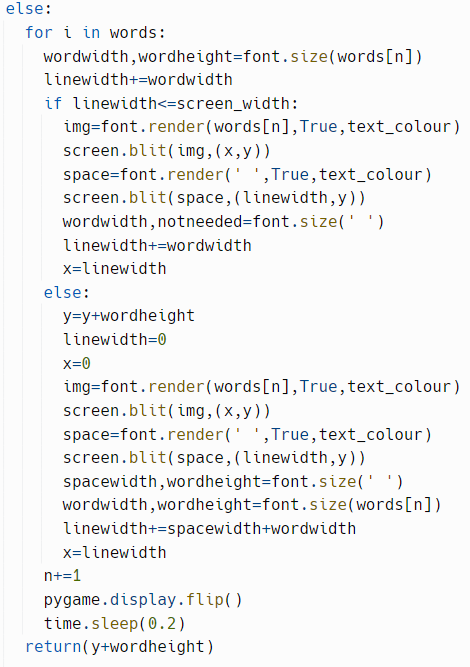 else:
  for i in words:
    wordwidth,wordheight=font.size(words[n])
    linewidth+=wordwidth
    if linewidth<=screen_width:
      img=font.render(words[n],True,text_colour)
      screen.blit(img,(x,y))
      space=font.render(' ',True,text_colour)
      screen.blit(space,(linewidth,y))
      wordwidth,notneeded=font.size(' ')
      linewidth+=wordwidth
      x=linewidth
    else:
      y=y+wordheight
      linewidth=0
      x=0
      img=font.render(words[n],True,text_colour)
      screen.blit(img,(x,y))
      space=font.render(' ',True,text_colour)
      screen.blit(space,(linewidth,y))
      spacewidth,wordheight=font.size(' ')
      wordwidth,wordheight=font.size(words[n])
      linewidth+=spacewidth+wordwidth
      x=linewidth
    n+=1
    pygame.display.flip()
    time.sleep(0.2)
  return(y+wordheight)